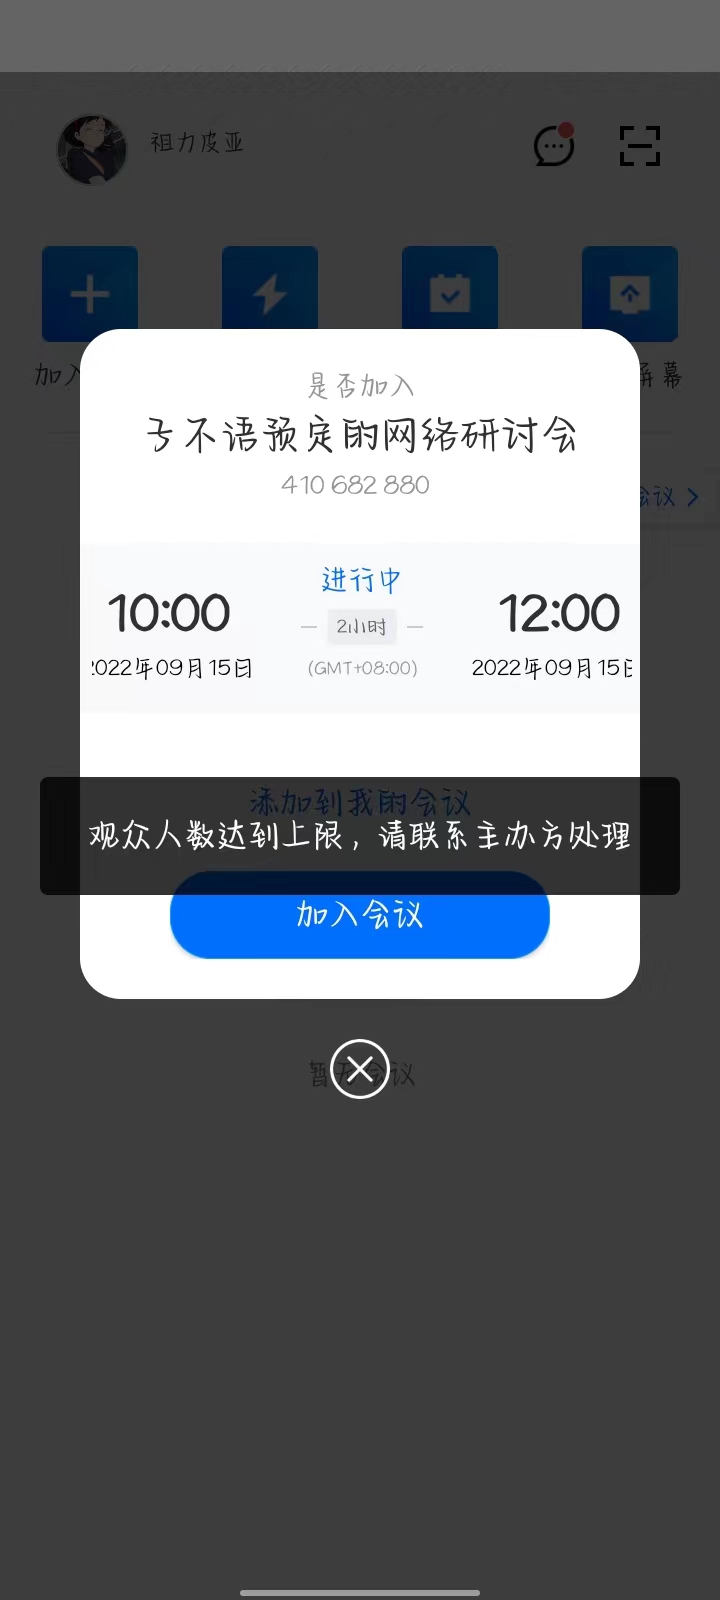 祖力皮亚
加入
屏幕
会议
是否加入
子不语预定的网络研讨会
410 682 880
进行中
10:00
12:00
2小时
2022年09月15日
(GMT+08:00)
2022年09月15日
添加到我的会议
观众人数达到上限，请联系主办方处理
加入会议
暂无会议